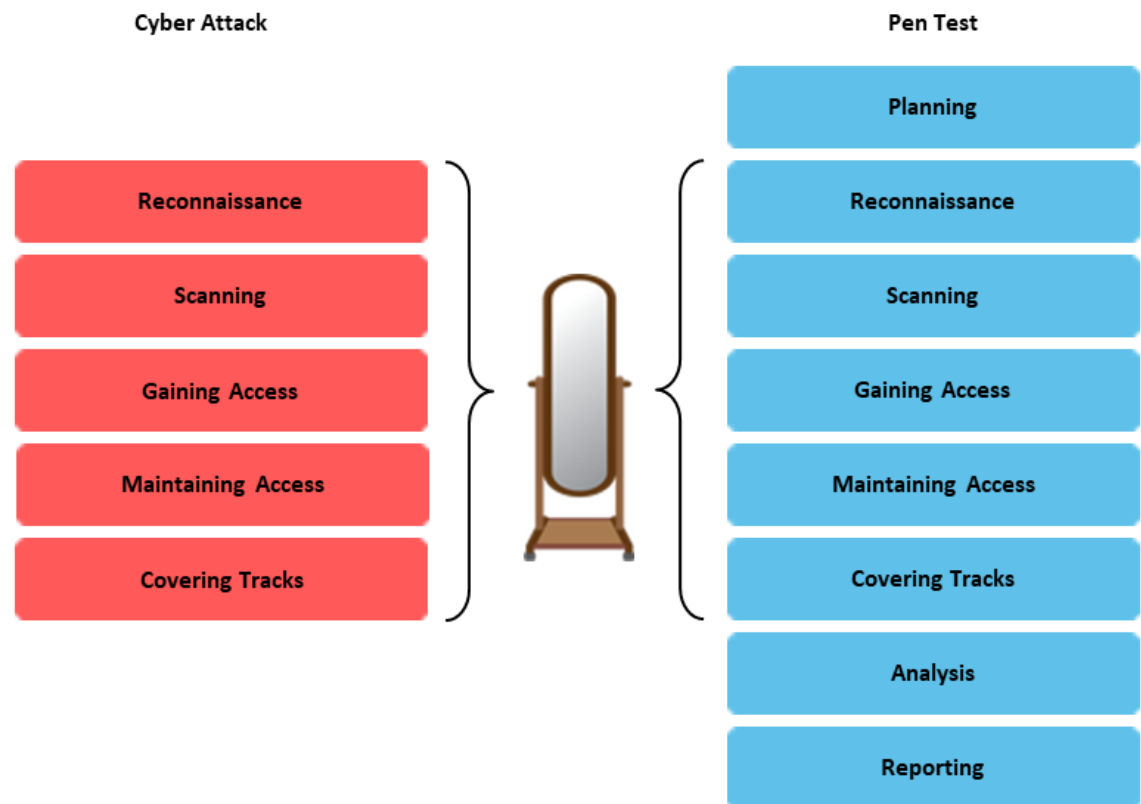 Cyber Attack
Pen Test
Planning
Reconnaissance
Reconnaissance
Scanning
Scanning
Gaining Access
Gaining Access
Maintaining Access
Maintaining Access
Covering Tracks
Covering Tracks
Analysis
Reporting